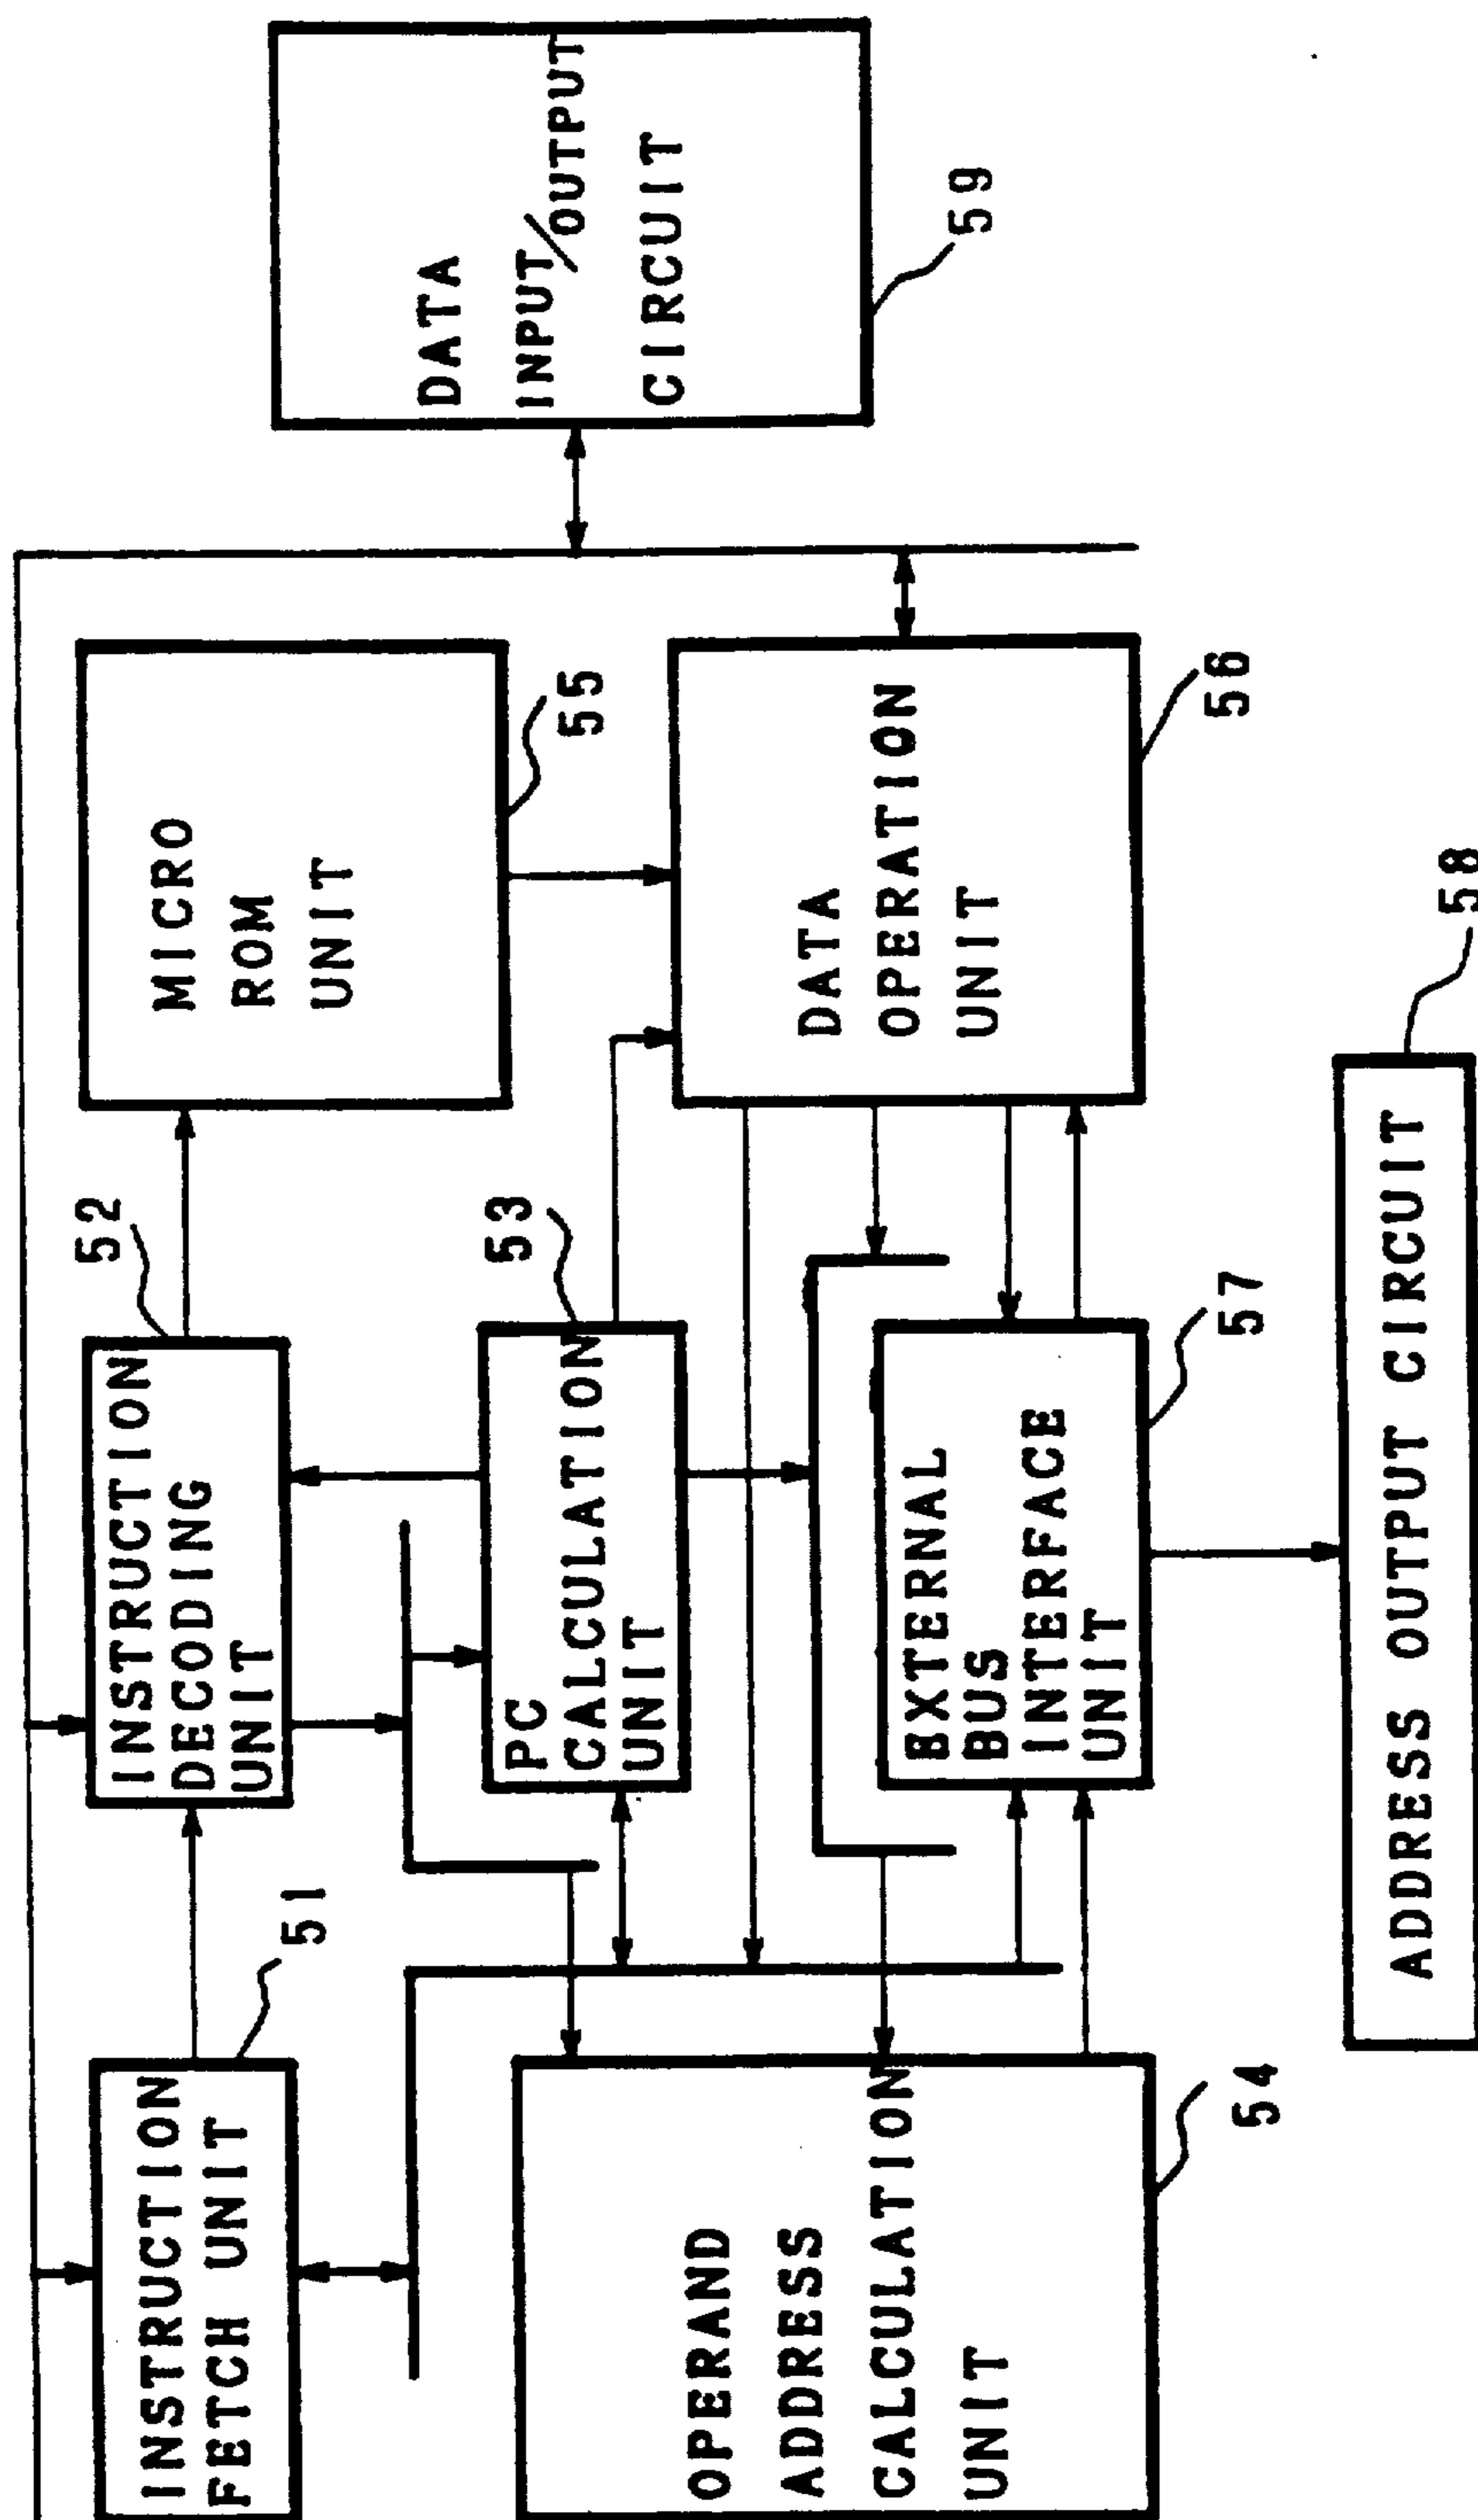 INSTRUCTION
FETCH UNIT
51
INSTRUCTION
DECODING
UNIT
52
MICRO
ROM
UNIT
55
DATA
INPUT/OUTPUT
CIRCUIT
59
PC
CALCULATION
UNIT
53
OPERAND
ADDRESS
CALCULATION
UNIT
54
DATA
OPERATION
UNIT
56
BXTERNAL
BUS
INTERFACE
UNIT
57
ADDRESS OUTPUT CIRCUIT
58